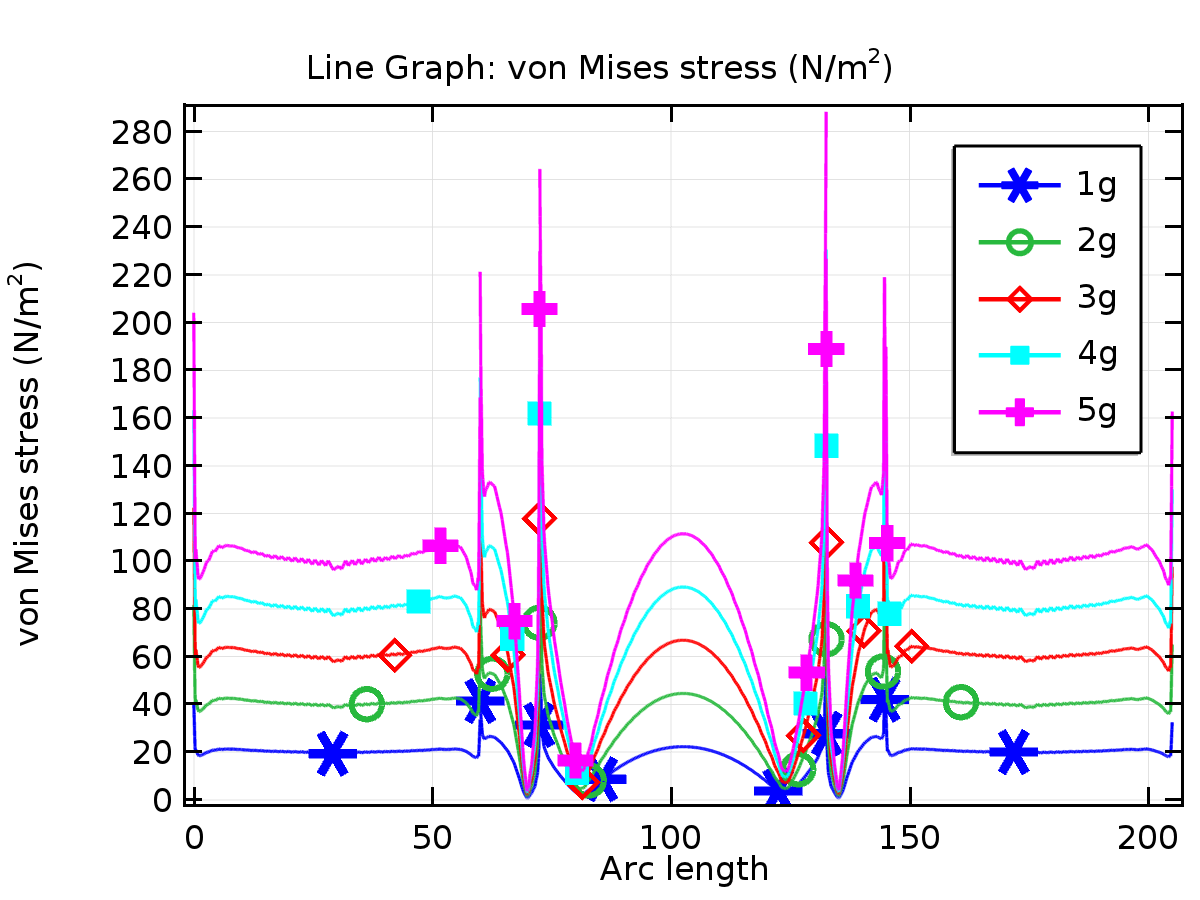 Line Graph: von Mises stress (N/m²)
von Mises stress (N/m²)
280
260
240
220
200
180
160
140
120
100
80
60
40
20
0
1g
2g
3g
4g
5g
0 50 100 150 200
Arc length